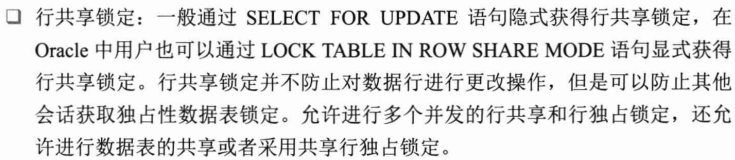 □ 行共享锁定：一般通过 SELECT FOR UPDATE 语句隐式获得行共享锁定，在
Oracle 中用户也可以通过 LOCK TABLE IN ROW SHARE MODE 语句显式获得
行共享锁定。行共享锁定并不防止对数据行进行更改操作，但是可以防止其他
会话获取独占性数据表锁定。允许进行多个并发的行共享和行独占锁定，还允
许进行数据表的共享或者采用共享行独占锁定。